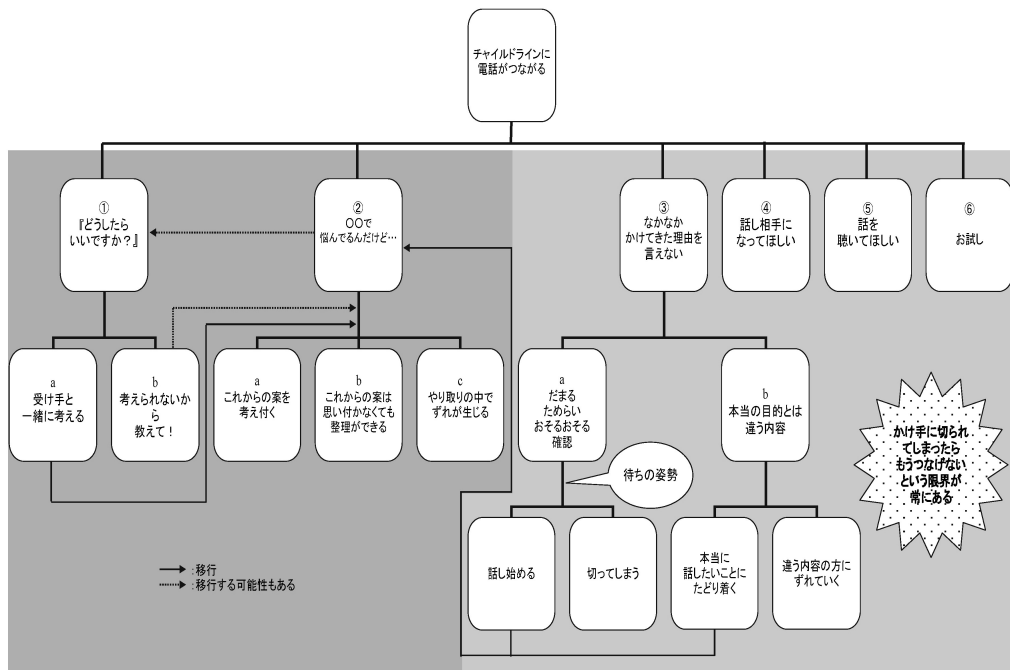 チャイルドラインに
電話がつながる
①
『どうしたら
いいですか？』
②
〇〇で
悩んでるんだけど…
③
なかなか
かけてきた理由を
言えない
④
話し相手に
なってほしい
⑤
話を
聴いてほしい
⑥
お試し
a
受け手と
一緒に考える
b
考えられないから
教えて！
a
これからの案を
考え付く
b
これからの案は
思い付かなくても
整理ができる
c
やり取りの中で
ずれが生じる
a
だまる
ためらい
おそるおそる
確認
b
本当の目的とは
違う内容
かけ手に切られ
てしまったら
もうつなげない
という限界が
常にある
待ちの姿勢
話し始める
切ってしまう
本当に
話したいことに
たどり着く
違う内容の方に
ずれていく
：移行
：移行する可能性もある